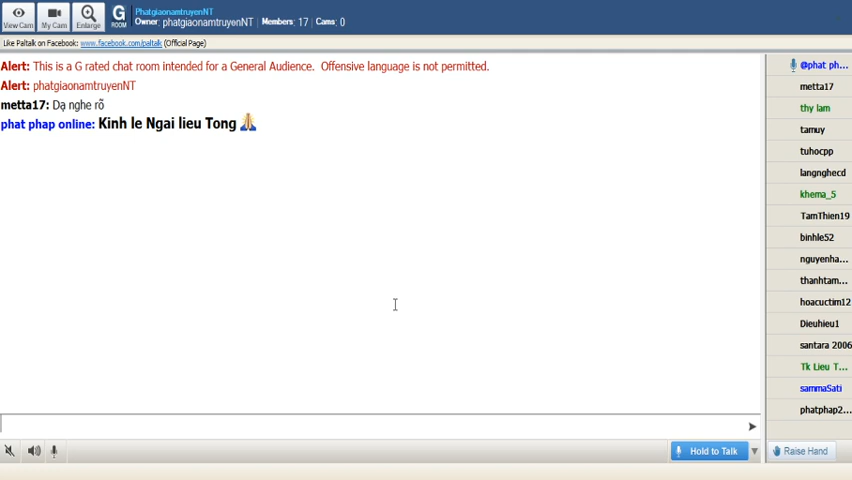 View Cam
My Cam
Enlarge
G
ROOM
PhatgiaonamtruyenNT
Owner: phatgiaonamtruyenNT Members: 17 Cams: 0
Like Paltalk on Facebook: www.facebook.com/paltalk (Official Page)
Alert: This is a G rated chat room intended for a General Audience. Offensive language is not permitted.
Alert: phatgiaonamtruyenNT
metta17: Dạ nghe rõ
phat phap online: Kinh le Ngai lieu Tong
@phat ph...
metta17
thy lam
tamuy
tuhocpp
langnghecd
khema_5
TamThien19
binhle52
nguyenha...
thanhtam...
hoacuctim12
Dieuhieu1
santara 2006
Tk Lieu T...
sammaSati
phatphap2...
Hold to Talk
Raise Hand